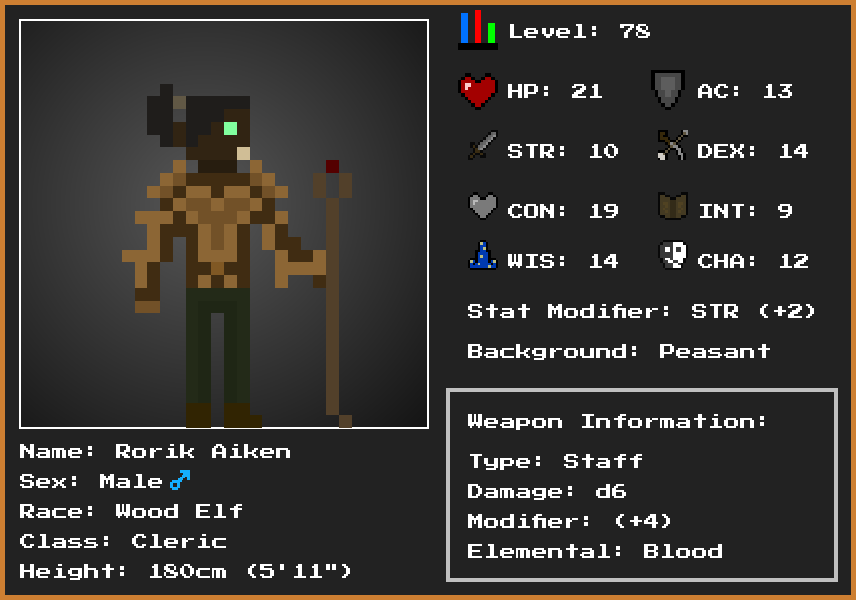 Level: 78
HP: 21 AC: 13
STR: 10 DEX: 14
CON: 19 INT: 9
WIS: 14 CHA: 12
Stat Modifier: STR (+2)
Background: Peasant
Weapon Information:
Type: Staff
Damage: d6
Modifier: (+4)
Elemental: Blood
Name: Rorik Aiken
Sex: Male ♂
Race: Wood Elf
Class: Cleric
Height: 180cm (5'11")